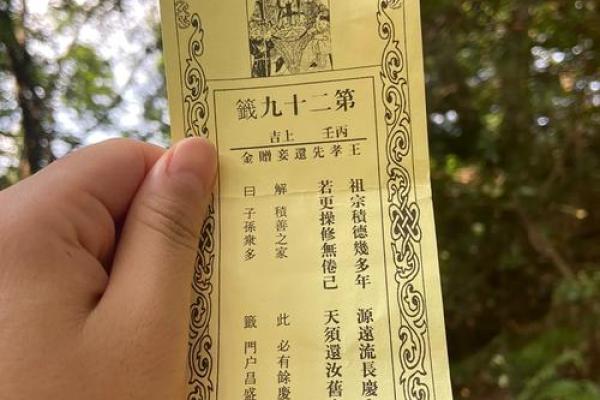 第二十九籤
丙壬 上吉
王孝先還妾贈金
祖宗積德幾多年 源遠流長慶
若更操修無倦己 天須還汝舊
解 積善之家 此 必有餘慶
曰 子孫衆多 籤 門户昌盛